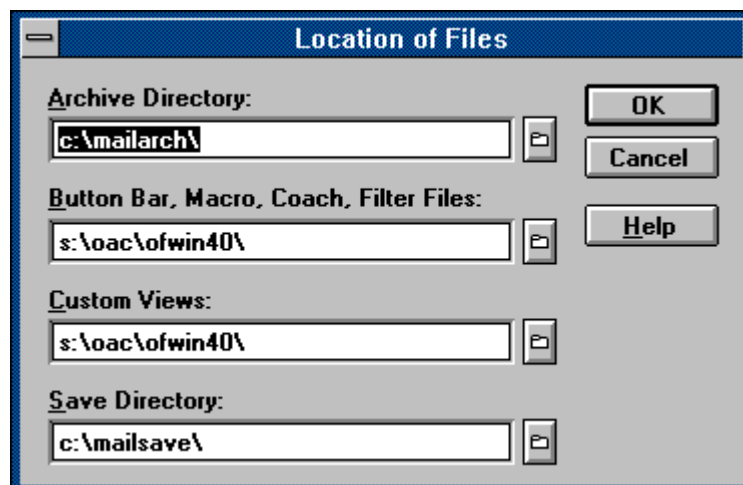 Location of Files
Archive Directory:
c:\mailarch\
Button Bar, Macro, Coach, Filter Files:
s:\oac\ofwin40\
Custom Views:
s:\oac\ofwin40\
Save Directory:
c:\mailsave\
OK
Cancel
Help